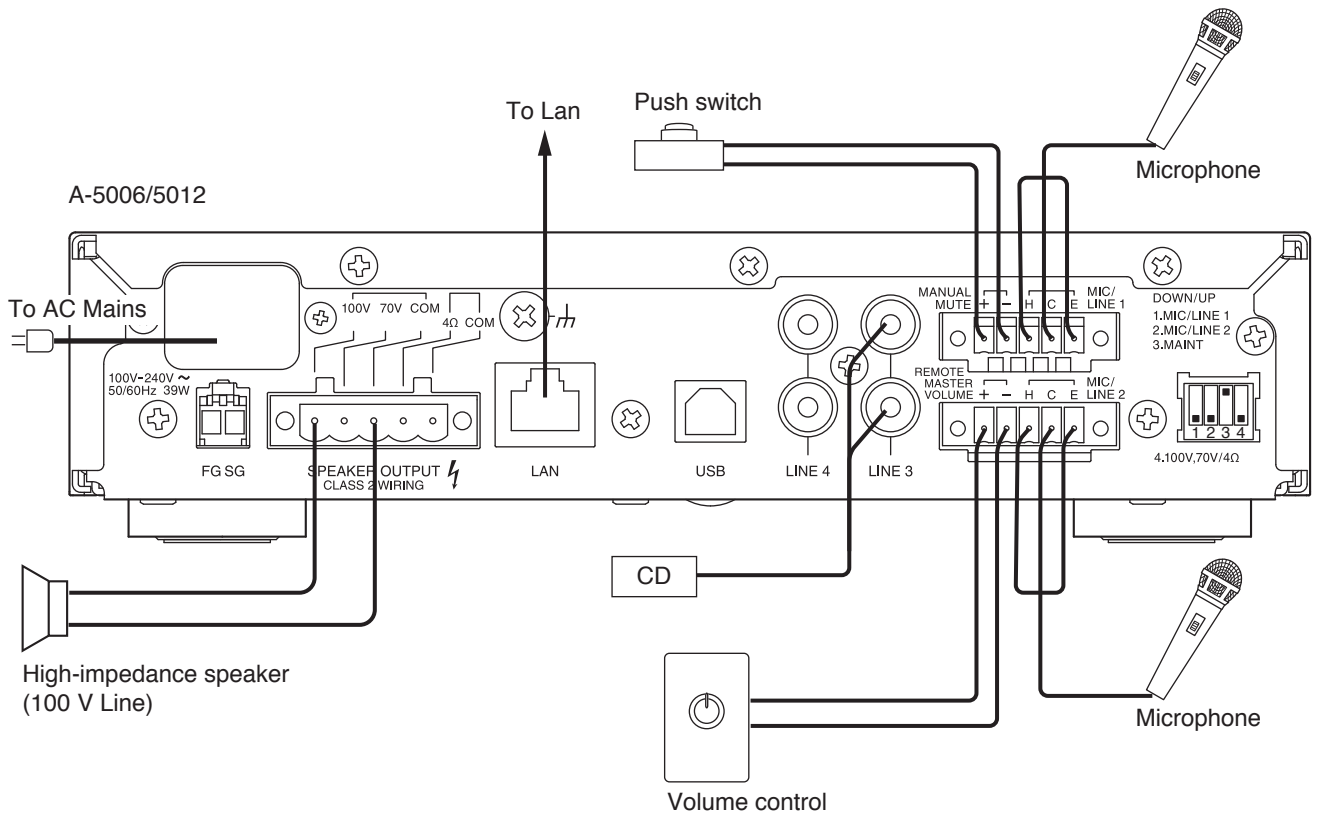 To Lan
Push switch
Microphone
A-5006/5012
To AC Mains
100V 70V COM
4Ω COM
MANUAL
MUTE + − H C E MIC/
LINE 1
DOWN/UP
1.MIC/LINE 1
2.MIC/LINE 2
3.MAINT
100V-240V ~
50/60Hz 39W
REMOTE
MASTER
VOLUME + − H C E MIC/
LINE 2
1 2 3 4
4.100V,70V/4Ω
FG SG
SPEAKER OUTPUT
CLASS 2 WIRING
LAN
USB
LINE 4
LINE 3
CD
High-impedance speaker
(100 V Line)
Microphone
Volume control